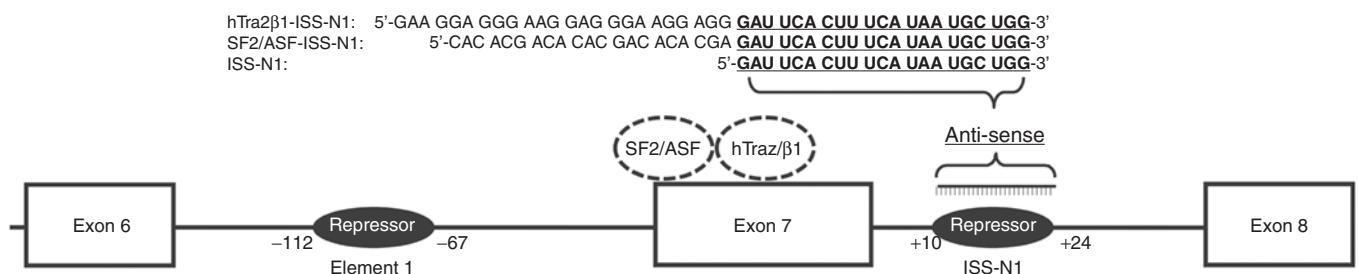 hTra2β1-ISS-N1: 5'-GAA GGA GGG AAG GAG GGA AGG AGG GAU UCA CUU UCA UAA UGC UGG-3'
SF2/ASF-ISS-N1: 5'-CAC ACG ACA CAC GAC ACA CGA GAU UCA CUU UCA UAA UGC UGG-3'
ISS-N1: 5'-GAU UCA CUU UCA UAA UGC UGG-3'
Anti-sense
SF2/ASF hTraz/β1
Exon 6 Repressor Exon 7 Repressor Exon 8
−112 −67 +10 +24
Element 1 ISS-N1